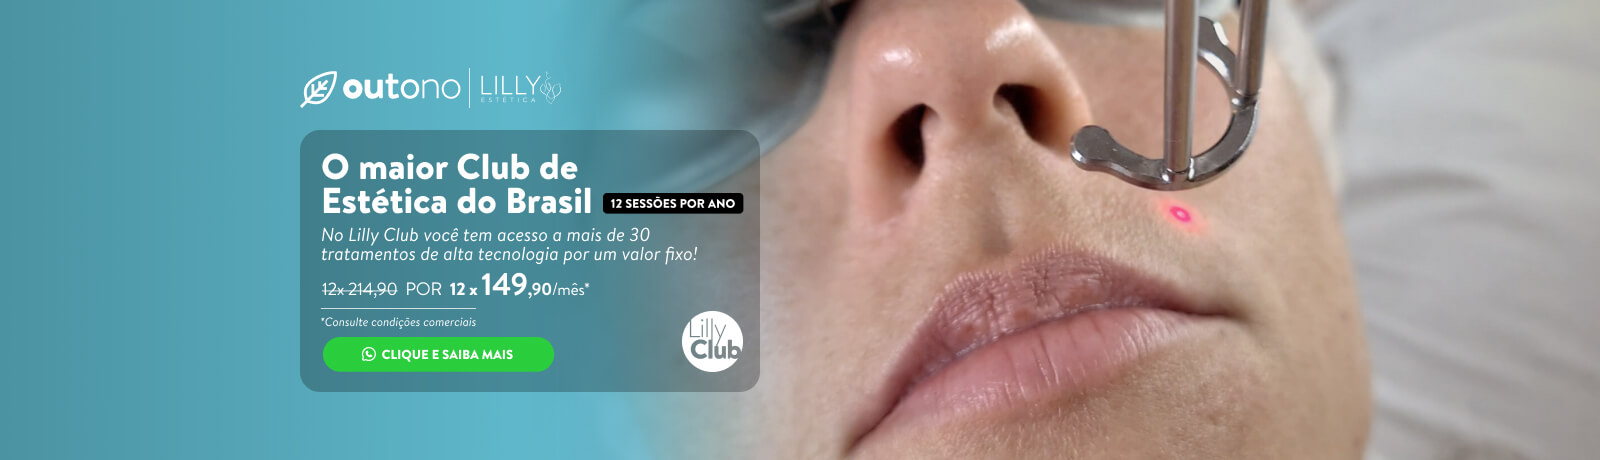 outono
LILLY
ESTÉTICA
O maior Club de
Estética do Brasil
12 SESSÕES POR ANO
No Lilly Club você tem acesso a mais de 30
tratamentos de alta tecnologia por um valor fixo!
12x 214,90 POR 12 x 149,90/mês*
*Consulte condições comerciais
CLIQUE E SAIBA MAIS
Lilly
Club